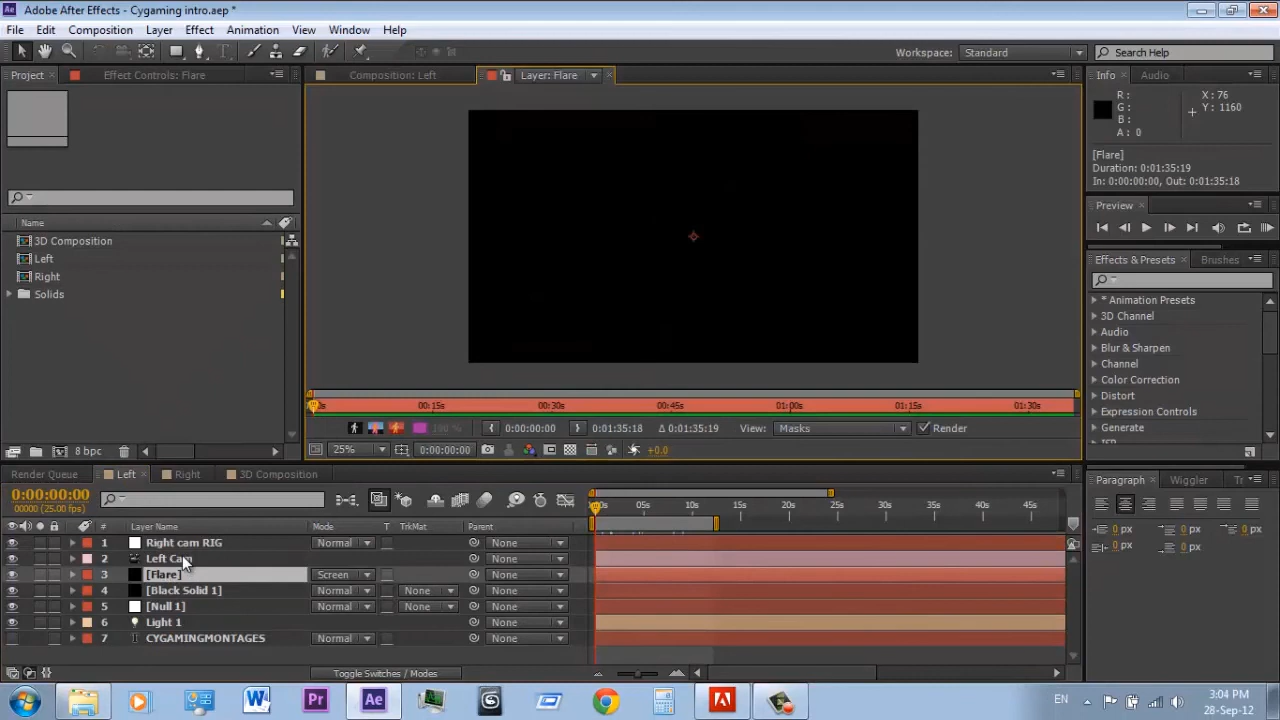 Adobe After Effects - Cygaming intro.aep *
File Edit Composition Layer Effect Animation View Window Help
Workspace: Standard Search Help
Project Effect Controls: Flare Composition: Left Layer: Flare Info Audio
R: X: 76
G: Y: 1160
B:
A: 0
[Flare]
Duration: 0:01:35:19
In: 0:00:00:00, Out: 0:01:35:18
Preview
Name
3D Composition
Left
Right
Solids
Effects & Presets Brushes
* Animation Presets
3D Channel
Audio
Blur & Sharpen
Channel
Color Correction
Distort
Expression Controls
Generate
00:15s 00:30s 00:45s 01:00s 01:15s 01:30s
100 % 0:00:00:00 0:01:35:18 Δ 0:01:35:19 View: Masks Render
8 bpc 25% 0:00:00:00 +0.0
Render Queue Left Right 3D Composition Paragraph Wiggler
0:00:00:00
00000 (25.00 fps)
05s 10s 15s 20s 25s 30s 35s 40s 45s
# Layer Name Mode T TrkMat Parent
1 Right cam RIG Normal None
2 Left Cam None
3 [Flare] Screen None
4 [Black Solid 1] Normal None None
5 [Null 1] Normal None None
6 Light 1 None
7 CYGAMINGMONTAGES Normal None
0 px 0 px 0 px
0 px 0 px
Toggle Switches / Modes
EN 3:04 PM
28-Sep-12